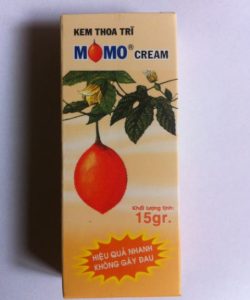 KEM THOA TRĨ
MOMO® CREAM
Khối lượng tịnh:
15gr.
HIỆU QUẢ NHANH
KHÔNG GÂY ĐAU